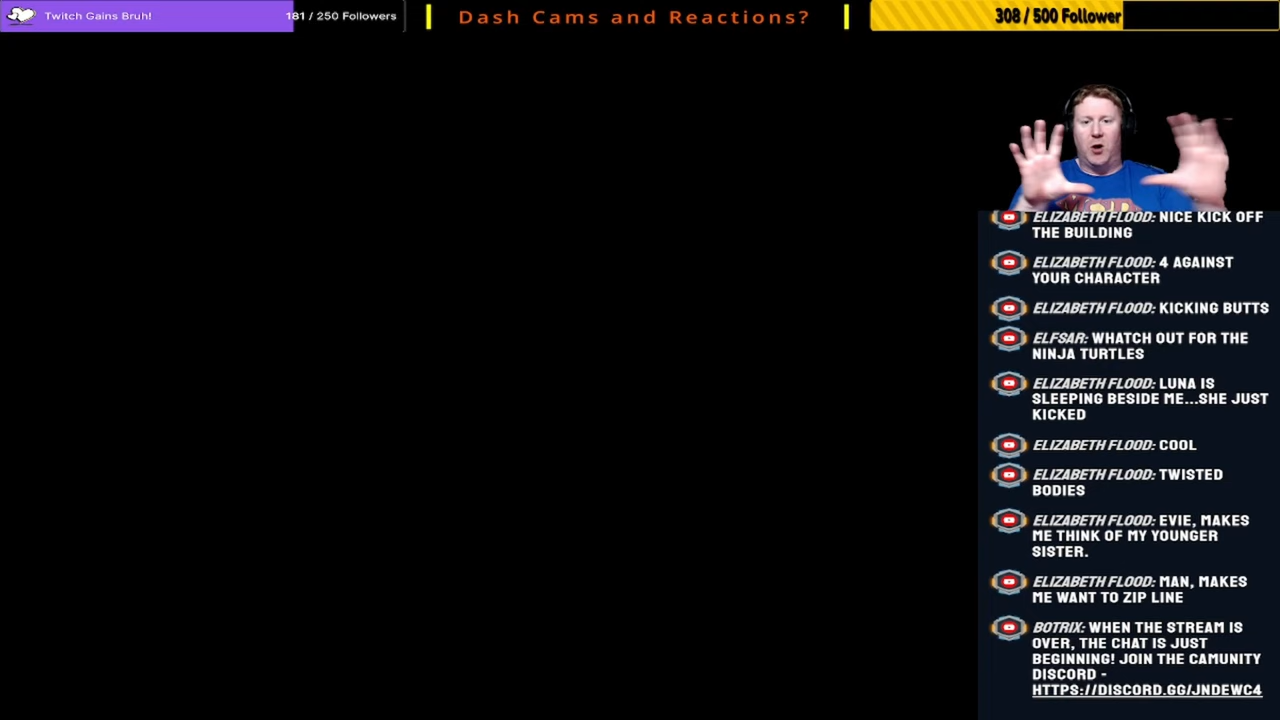 Twitch Gains Bruh!
181 / 250 Followers
Dash Cams and Reactions?
308 / 500 Follower
ELIZABETH FLOOD: NICE KICK OFF
THE BUILDING
ELIZABETH FLOOD: 4 AGAINST
YOUR CHARACTER
ELIZABETH FLOOD: KICKING BUTTS
ELFSAR: WHATCH OUT FOR THE
NINJA TURTLES
ELIZABETH FLOOD: LUNA IS
SLEEPING BESIDE ME...SHE JUST
KICKED
ELIZABETH FLOOD: COOL
ELIZABETH FLOOD: TWISTED
BODIES
ELIZABETH FLOOD: EVIE, MAKES
ME THINK OF MY YOUNGER
SISTER.
ELIZABETH FLOOD: MAN, MAKES
ME WANT TO ZIP LINE
BOTRIX: WHEN THE STREAM IS
OVER, THE CHAT IS JUST
BEGINNING! JOIN THE CAMUNITY
DISCORD -
HTTPS://DISCORD.GG/JNDEWC4